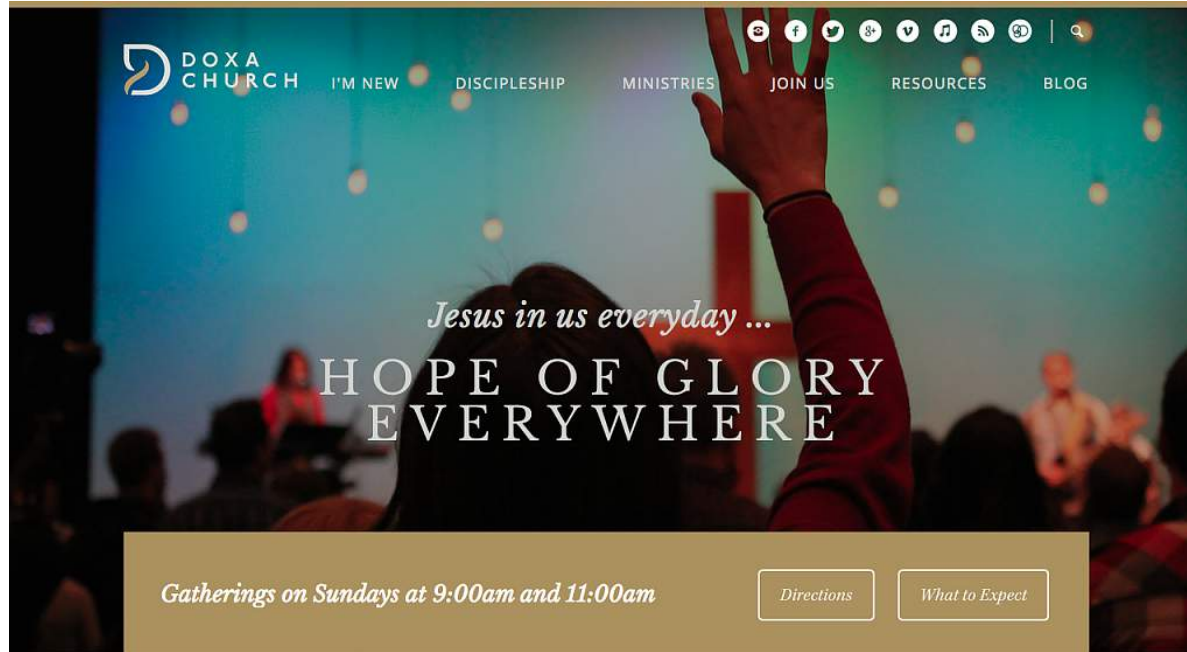 DOXA
CHURCH
I'M NEW
DISCIPLESHIP
MINISTRIES
JOIN US
RESOURCES
BLOG
Jesus in us everyday ...
HOPE OF GLORY
EVERYWHERE
Gatherings on Sundays at 9:00am and 11:00am
Directions
What to Expect